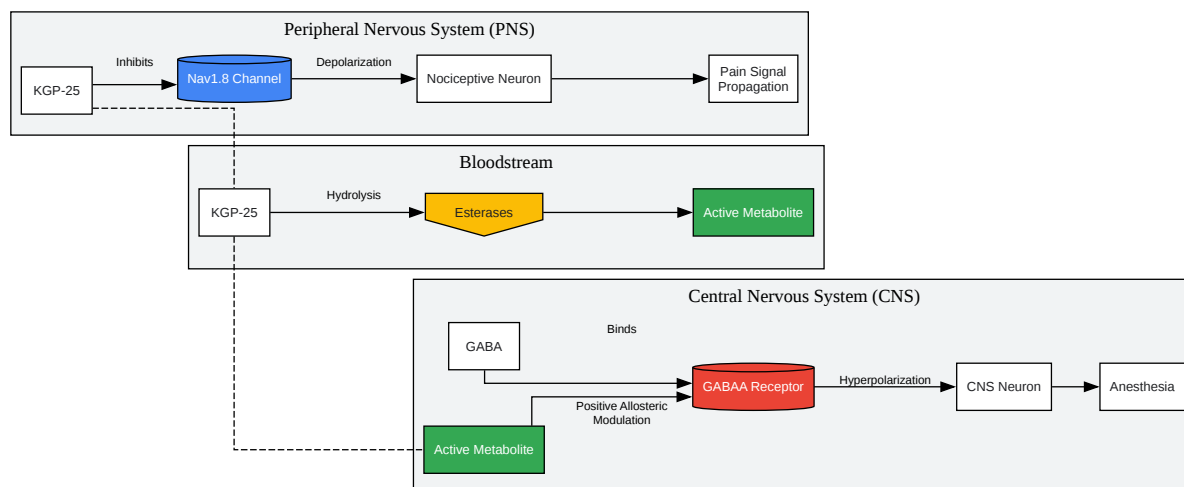 Peripheral Nervous System (PNS)
KGP-25
Inhibits
Nav1.8 Channel
Depolarization
Nociceptive Neuron
Pain Signal
Propagation
Bloodstream
KGP-25
Hydrolysis
Esterases
Active Metabolite
Central Nervous System (CNS)
GABA
Binds
GABAA Receptor
Hyperpolarization
CNS Neuron
Anesthesia
Positive Allosteric
Modulation
Active Metabolite